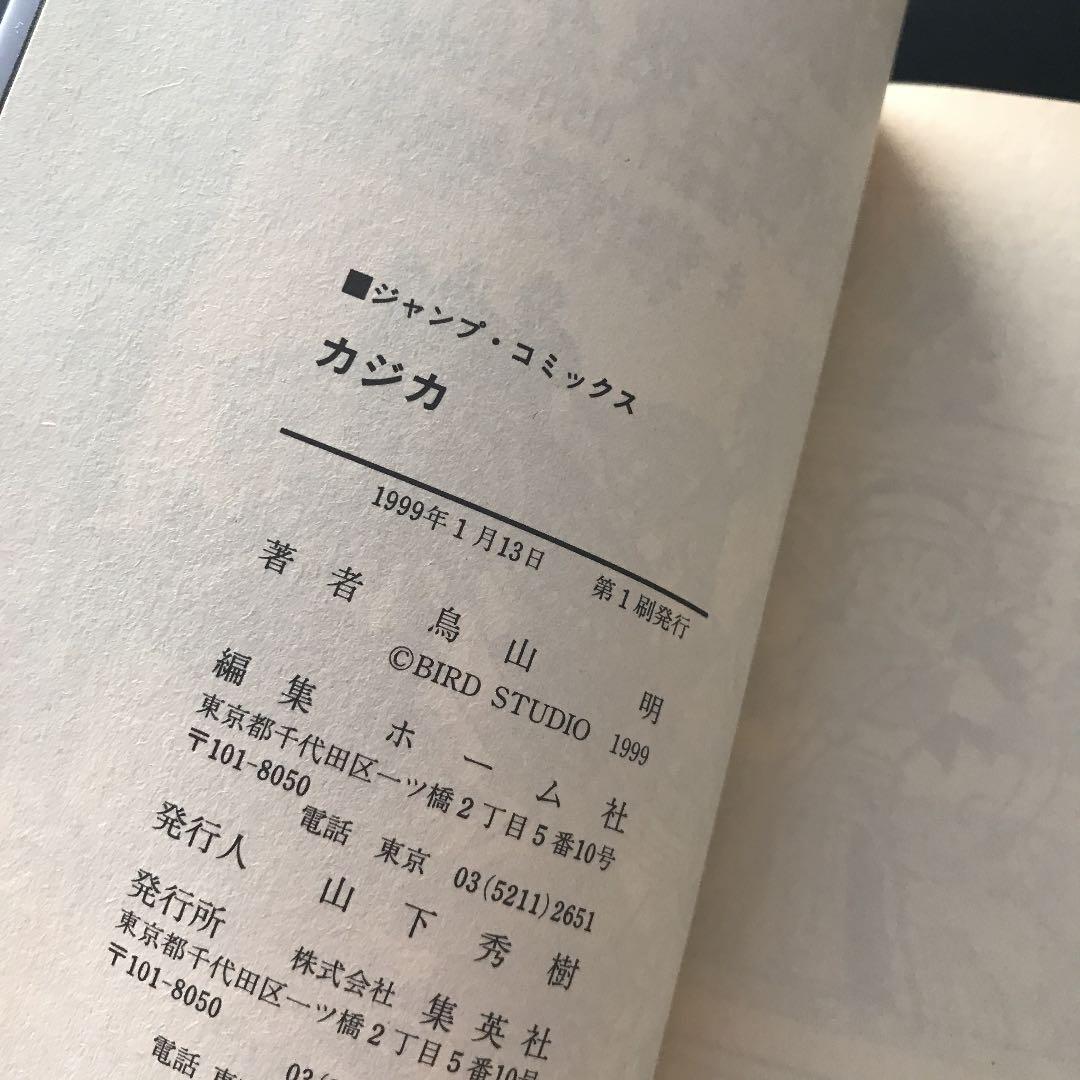 ■ジャンプ・コミックス
カジカ
1999年1月13日　第1刷発行
著者　鳥山　明
©BIRD STUDIO 1999
編集　ホーム社
東京都千代田区一ツ橋2丁目5番10号
〒101-8050
電話　東京　03(5211)2651
発行人　山下秀樹
発行所　株式会社　集英社
東京都千代田区一ツ橋2丁目5番10号
〒101-8050
電話